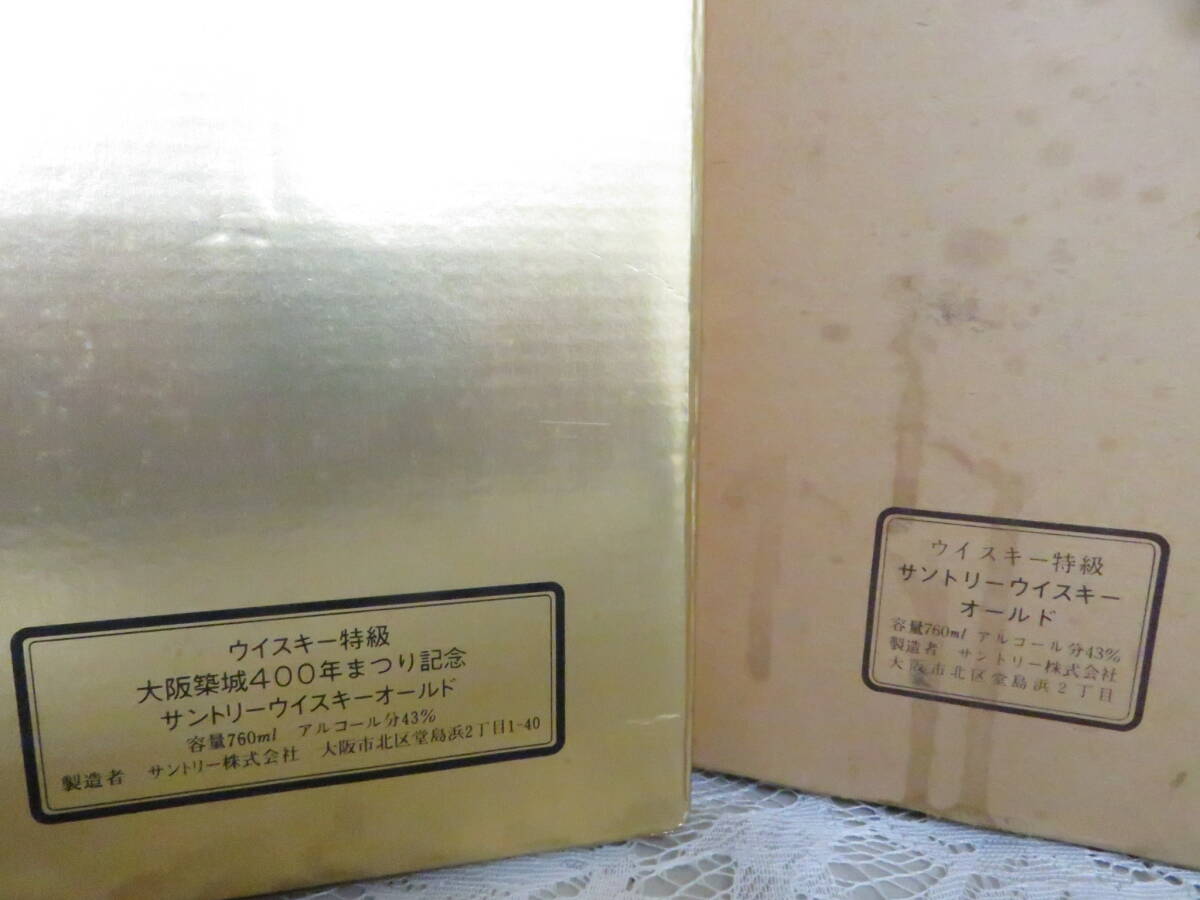 ウイスキー特級
大阪築城400年まつり記念
サントリーウイスキーオールド
容量760ml アルコール分43%
製造者 サントリー株式会社 大阪市北区堂島浜2丁目1-40
ウイスキー特級
サントリーウイスキー
オールド
容量760ml アルコール分43%
製造者 サントリー株式会社
大阪市北区堂島浜2丁目